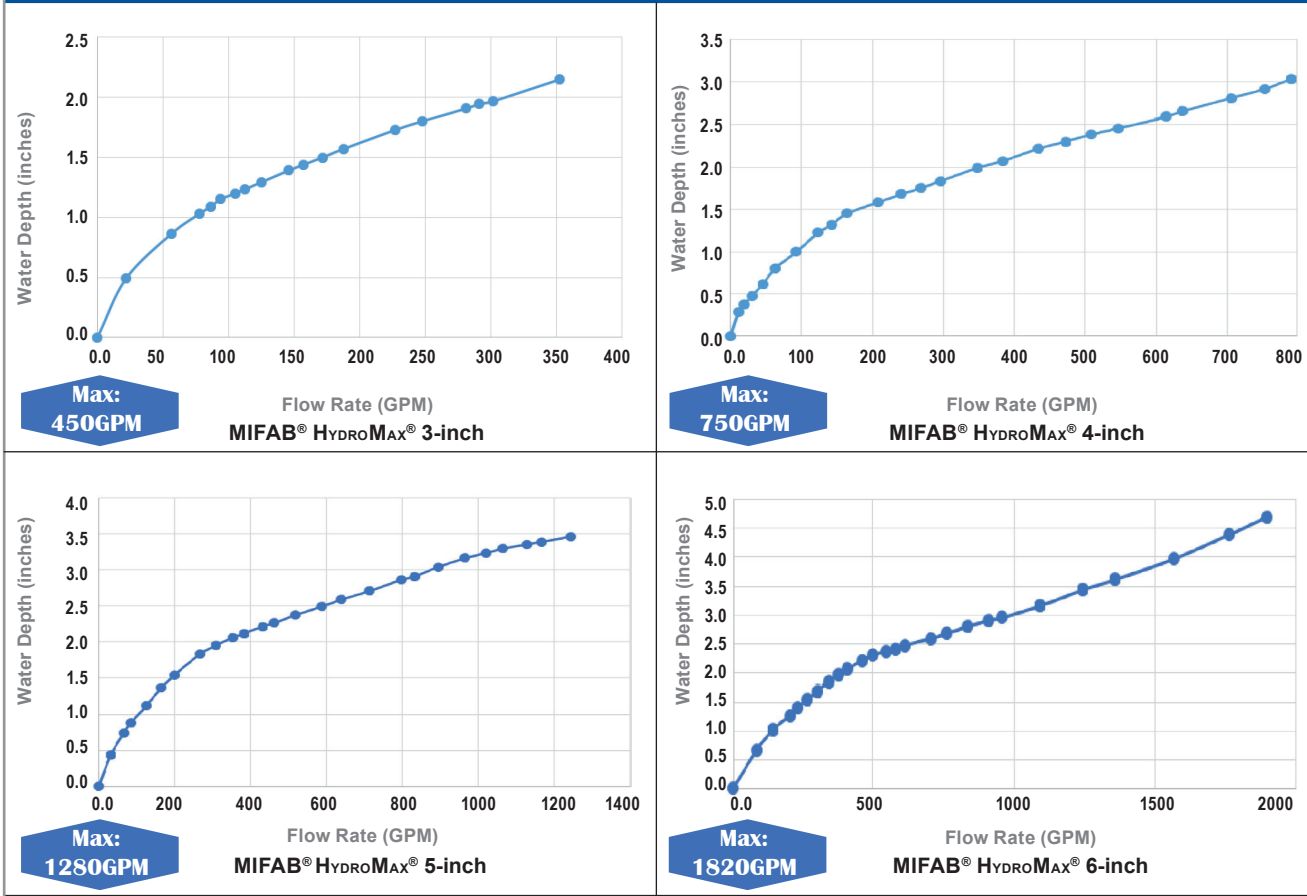 2.5
2.0
1.5
1.0
0.5
0.0
Water Depth (inches)
0.0 50 100 150 200 250 300 350 400
Flow Rate (GPM)
Max:
450GPM
MIFAB® HYDROMAX® 3-inch
3.5
3.0
2.5
2.0
1.5
1.0
0.5
0.0
Water Depth (inches)
0.0 100 200 300 400 500 600 700 800
Flow Rate (GPM)
Max:
750GPM
MIFAB® HYDROMAX® 4-inch
4.0
3.5
3.0
2.5
2.0
1.5
1.0
0.5
0.0
Water Depth (inches)
0.0 200 400 600 800 1000 1200 1400
Flow Rate (GPM)
Max:
1280GPM
MIFAB® HYDROMAX® 5-inch
5.0
4.5
4.0
3.5
3.0
2.5
2.0
1.5
1.0
0.5
0.0
Water Depth (inches)
0.0 500 1000 1500 2000
Flow Rate (GPM)
Max:
1820GPM
MIFAB® HYDROMAX® 6-inch